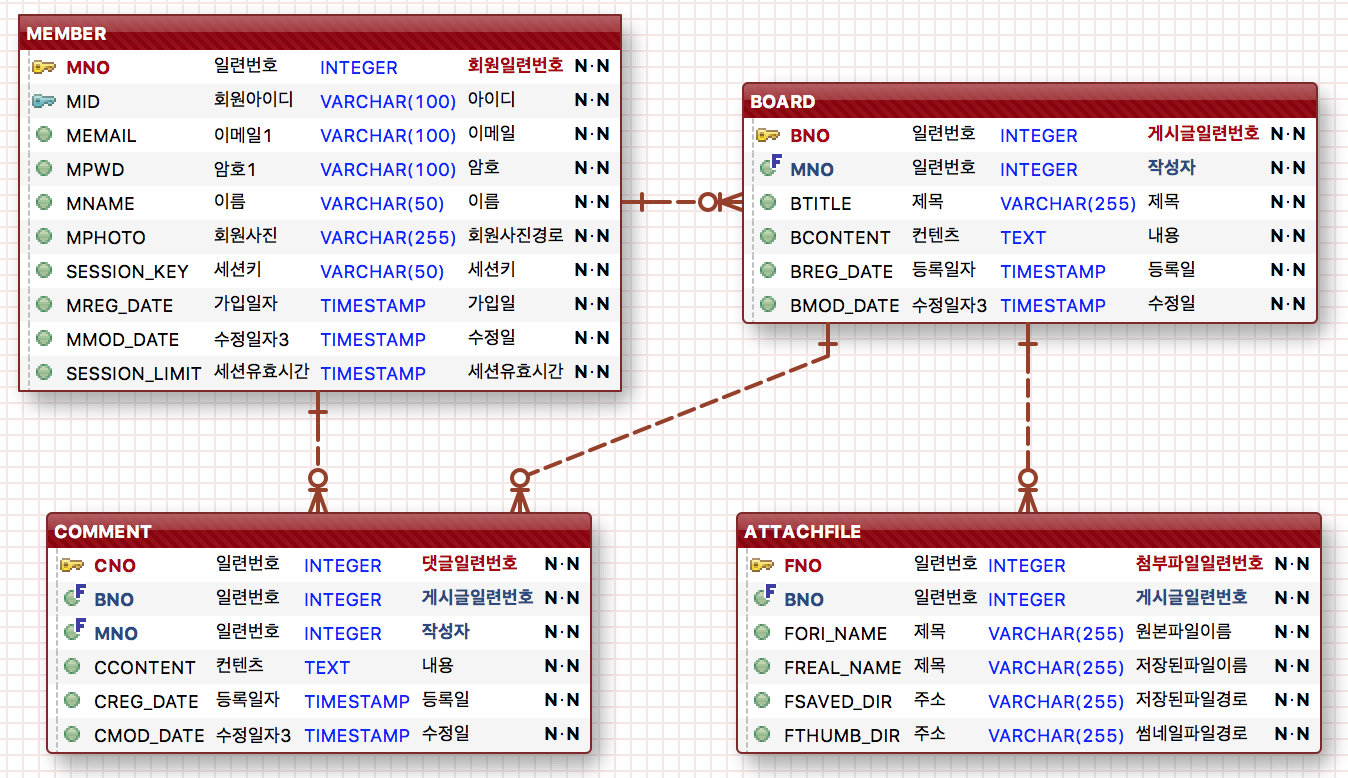 MEMBER
MNO 일련번호 INTEGER 회원일련번호 N·N
MID 회원아이디 VARCHAR(100) 아이디 N·N
MEMAIL 이메일1 VARCHAR(100) 이메일 N·N
MPWD 암호1 VARCHAR(100) 암호 N·N
MNAME 이름 VARCHAR(50) 이름 N·N
MPHOTO 회원사진 VARCHAR(255) 회원사진경로 N·N
SESSION_KEY 세션키 VARCHAR(50) 세션키 N·N
MREG_DATE 가입일자 TIMESTAMP 가입일 N·N
MMOD_DATE 수정일자3 TIMESTAMP 수정일 N·N
SESSION_LIMIT 세션유효시간 TIMESTAMP 세션유효시간 N·N
BOARD
BNO 일련번호 INTEGER 게시글일련번호 N·N
F MNO 일련번호 INTEGER 작성자 N·N
BTITLE 제목 VARCHAR(255) 제목 N·N
BCONTENT 컨텐츠 TEXT 내용 N·N
BREG_DATE 등록일자 TIMESTAMP 등록일 N·N
BMOD_DATE 수정일자3 TIMESTAMP 수정일 N·N
COMMENT
CNO 일련번호 INTEGER 댓글일련번호 N·N
F BNO 일련번호 INTEGER 게시글일련번호 N·N
F MNO 일련번호 INTEGER 작성자 N·N
CCONTENT 컨텐츠 TEXT 내용 N·N
CREG_DATE 등록일자 TIMESTAMP 등록일 N·N
CMOD_DATE 수정일자3 TIMESTAMP 수정일 N·N
ATTACHFILE
FNO 일련번호 INTEGER 첨부파일일련번호 N·N
F BNO 일련번호 INTEGER 게시글일련번호 N·N
FORI_NAME 제목 VARCHAR(255) 원본파일이름 N·N
FREAL_NAME 제목 VARCHAR(255) 저장된파일이름 N·N
FSAVED_DIR 주소 VARCHAR(255) 저장된파일경로 N·N
FTHUMB_DIR 주소 VARCHAR(255) 썸네일파일경로 N·N